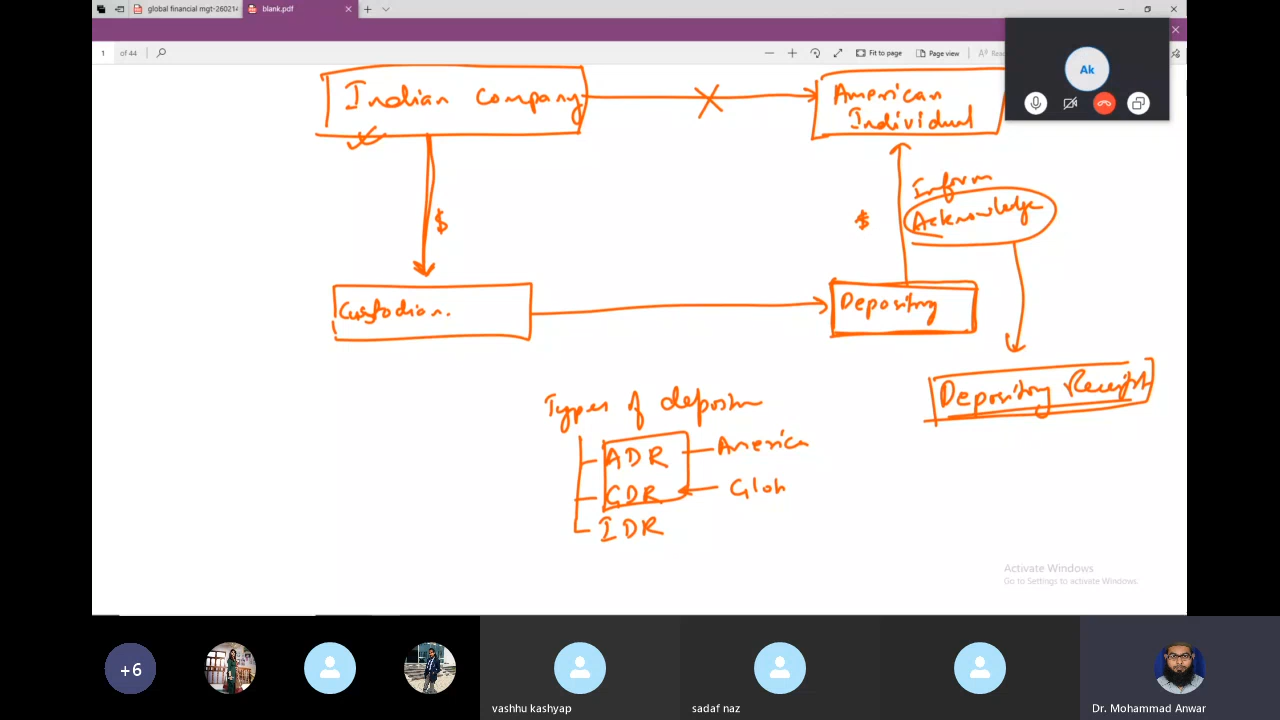 global financial mgt-260214
blank.pdf
1 of 44
Fit to page
Page view
Ak
Indian Company
American
Individual
$
$
Inform
Acknowledge
Custodian.
Depository
Depository Receipt
Types of
ADR
America
GDR
Glob
IDR
Activate Windows
Go to Settings to activate Windows.
+6
vashhu kashyap
sadaf naz
Dr. Mohammad Anwar